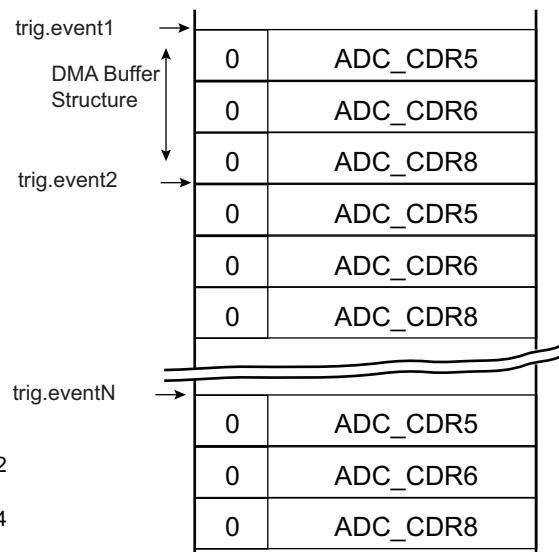 trig.event1
0 ADC_CDR5
DMA Buffer
Structure
0 ADC_CDR6
0 ADC_CDR8
trig.event2
0 ADC_CDR5
0 ADC_CDR6
0 ADC_CDR8
trig.eventN
0 ADC_CDR5
2
0 ADC_CDR6
4
0 ADC_CDR8